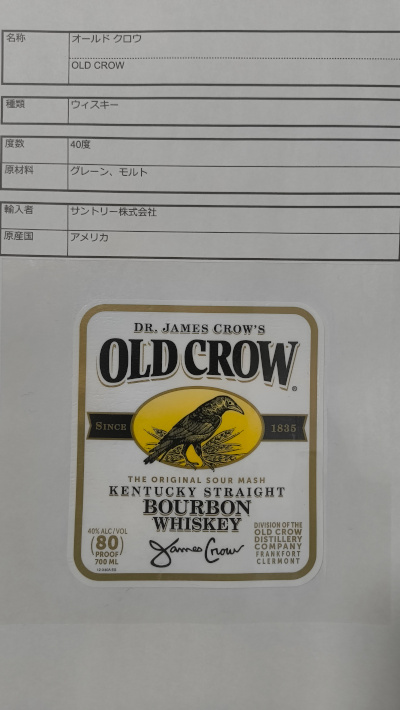 名称 オールド クロウ
OLD CROW
種類 ウィスキー
度数 40度
原材料 グレーン、モルト
輸入者 サントリー株式会社
原産国 アメリカ
DR. JAMES CROW'S
OLD CROW
®
SINCE 1835
THE ORIGINAL SOUR MASH
KENTUCKY STRAIGHT
BOURBON
WHISKEY
40% ALC/VOL
(80)
PROOF
700 ML
James Crow
DIVISION OF THE
OLD CROW
DISTILLERY
COMPANY
FRANKFORT
CLERMONT